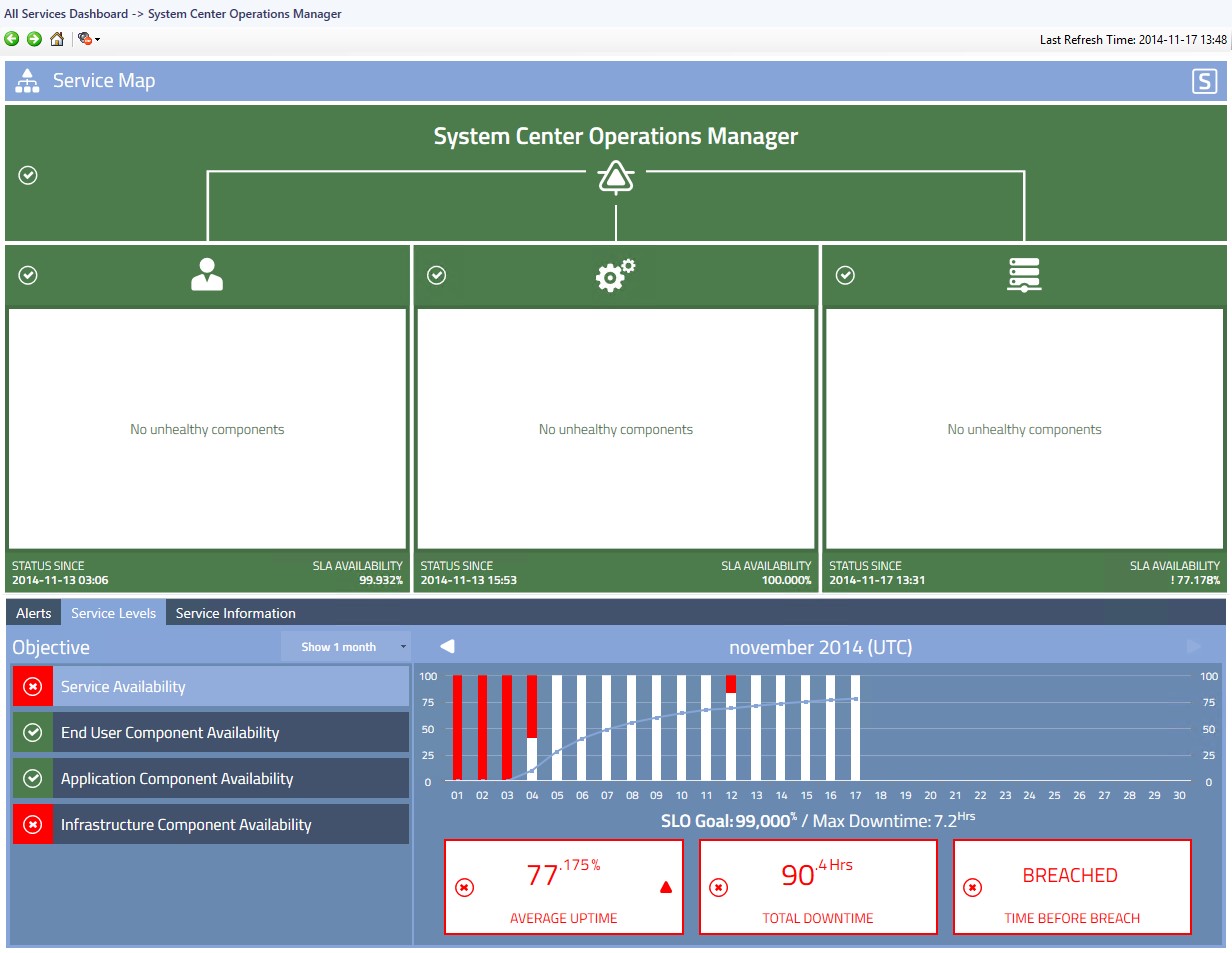 All Services Dashboard -> System Center Operations Manager
Last Refresh Time: 2014-11-17 13:48
Service Map
S
System Center Operations Manager
No unhealthy components
No unhealthy components
No unhealthy components
STATUS SINCE
2014-11-13 03:06
SLA AVAILABILITY
99.932%
STATUS SINCE
2014-11-13 15:53
SLA AVAILABILITY
100.000%
STATUS SINCE
2014-11-17 13:31
SLA AVAILABILITY
! 77.178%
Alerts Service Levels Service Information
Objective
Show 1 month
Service Availability
End User Component Availability
Application Component Availability
Infrastructure Component Availability
november 2014 (UTC)
100 100
75 75
50 50
25 25
0 0
01 02 03 04 05 06 07 08 09 10 11 12 13 14 15 16 17 18 19 20 21 22 23 24 25 26 27 28 29 30
SLO Goal: 99,000% / Max Downtime: 7.2Hrs
77.175%
AVERAGE UPTIME
90.4 Hrs
TOTAL DOWNTIME
BREACHED
TIME BEFORE BREACH